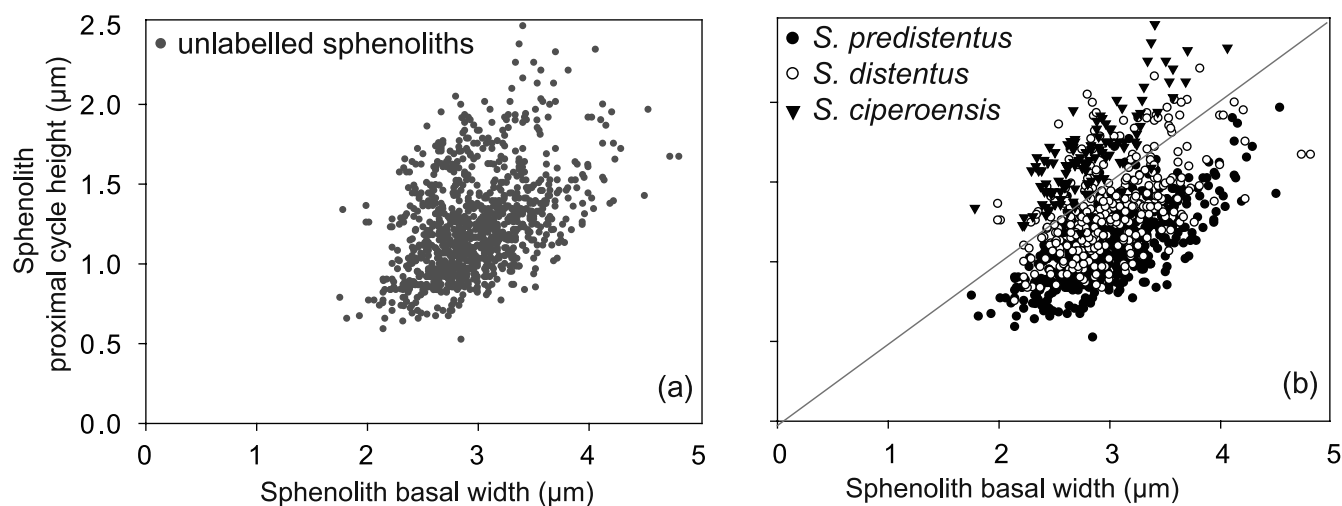 2.5
2.0
1.5
1.0
0.5
0.0
Sphenolith
proximal cycle height (μm)
unlabelled sphenoliths
(a)
0 1 2 3 4 5
Sphenolith basal width (μm)
S. predistentus
S. distentus
S. ciperoensis
(b)
0 1 2 3 4 5
Sphenolith basal width (μm)